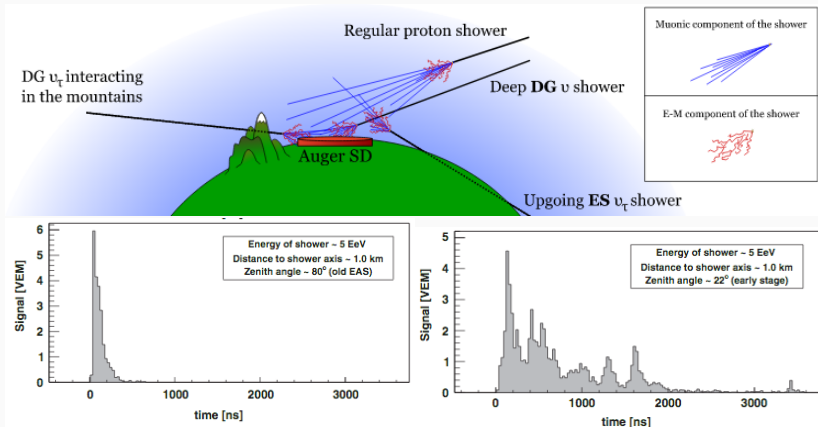 Regular proton shower
Muonic component of the shower
DG υτ interacting
in the mountains
Deep DG υ shower
E-M component of the shower
Auger SD
Upgoing ES υτ shower
6
5
4
3
2
1
0
Signal [VEM]
Energy of shower ~ 5 EeV
Distance to shower axis ~ 1.0 km
Zenith angle ~ 80° (old EAS)
0 1000 2000 3000
time [ns]
5
4
3
2
1
0
Signal [VEM]
Energy of shower ~ 5 EeV
Distance to shower axis ~ 1.0 km
Zenith angle ~ 22° (early stage)
0 1000 2000 3000
time [ns]